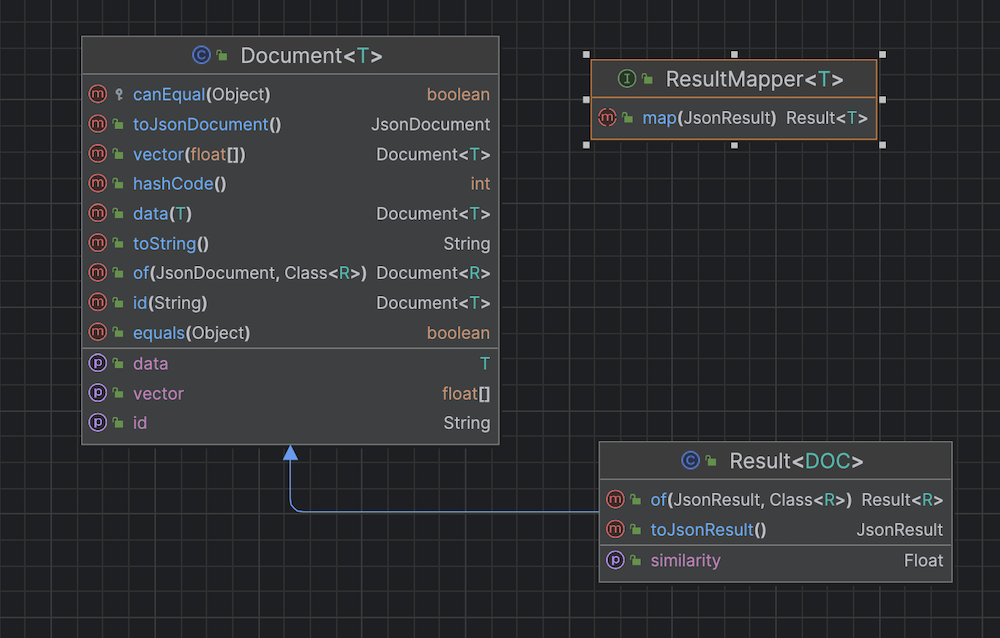 Document<T>
canEqual(Object) boolean
toJsonDocument() JsonDocument
vector(float[]) Document<T>
hashCode() int
data(T) Document<T>
toString() String
of(JsonDocument, Class<R>) Document<R>
id(String) Document<T>
equals(Object) boolean
data T
vector float[]
id String
ResultMapper<T>
map(JsonResult) Result<T>
Result<DOC>
of(JsonResult, Class<R>) Result<R>
toJsonResult() JsonResult
similarity Float